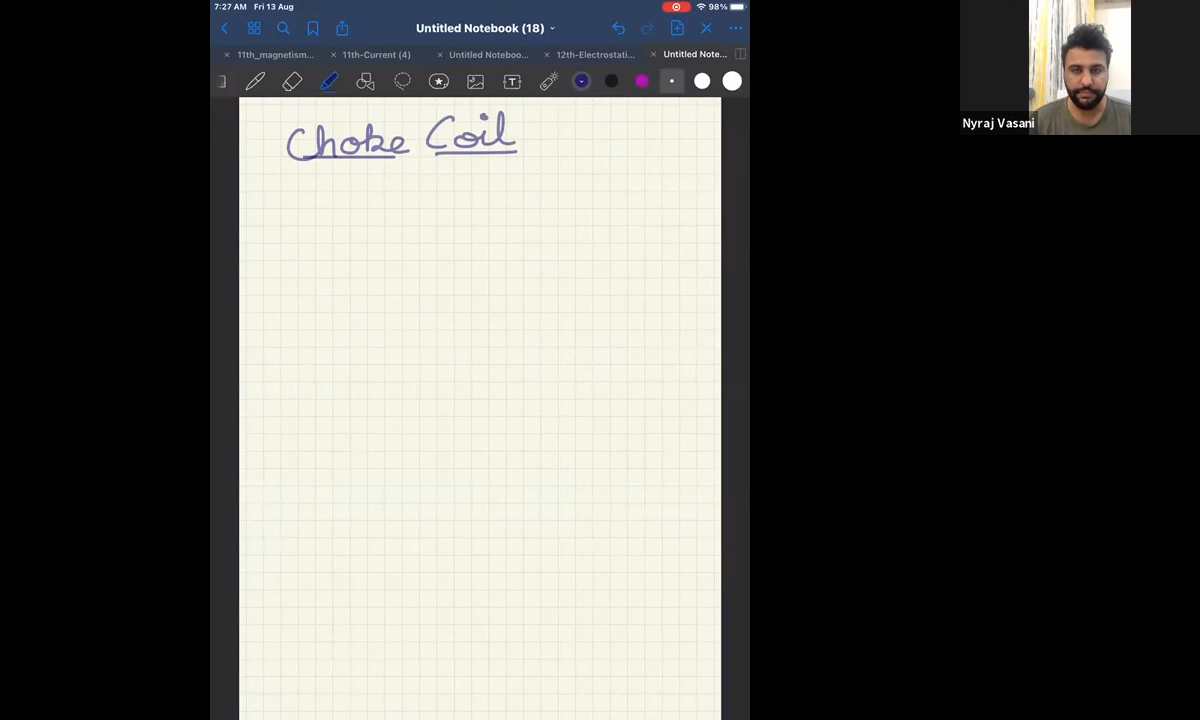 7:27 AM Fri 13 Aug
98%
Untitled Notebook (18)
11th_magnetism...
11th-Current (4)
Untitled Noteboo...
12th-Electrostati...
Untitled Note...
Choke Coil
Nyraj Vasani